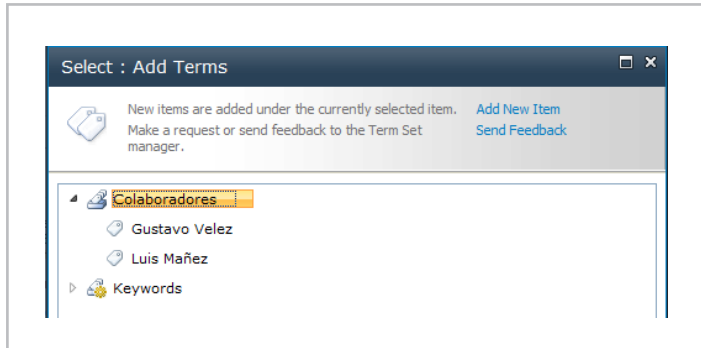 Select : Add Terms
New items are added under the currently selected item. Add New Item
Make a request or send feedback to the Term Set Send Feedback
manager.
Colaboradores
Gustavo Velez
Luis Mañez
Keywords